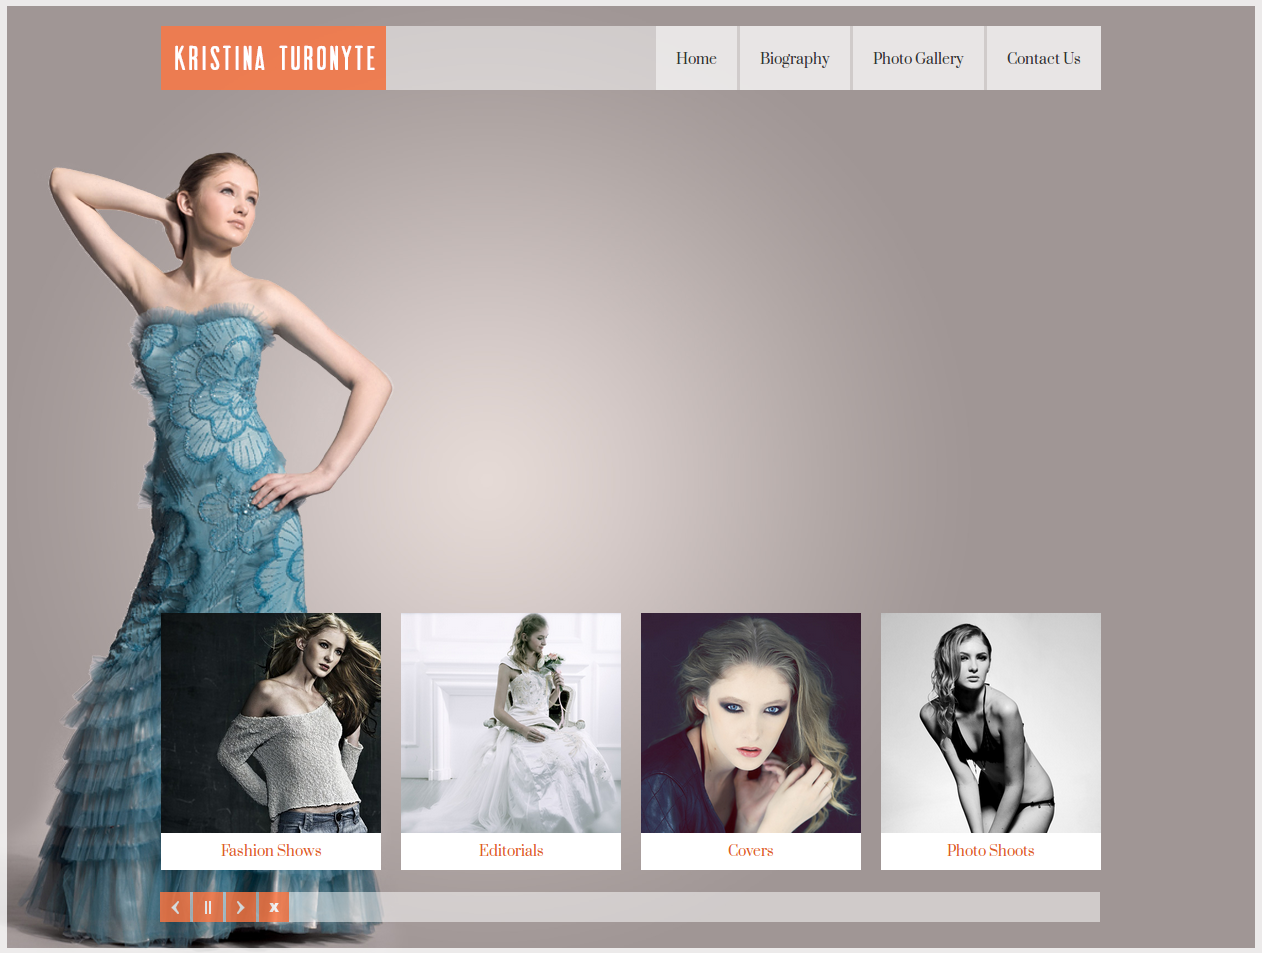 KRISTINA TURONYTE
Home
Biography
Photo Gallery
Contact Us
Fashion Shows
Editorials
Covers
Photo Shoots